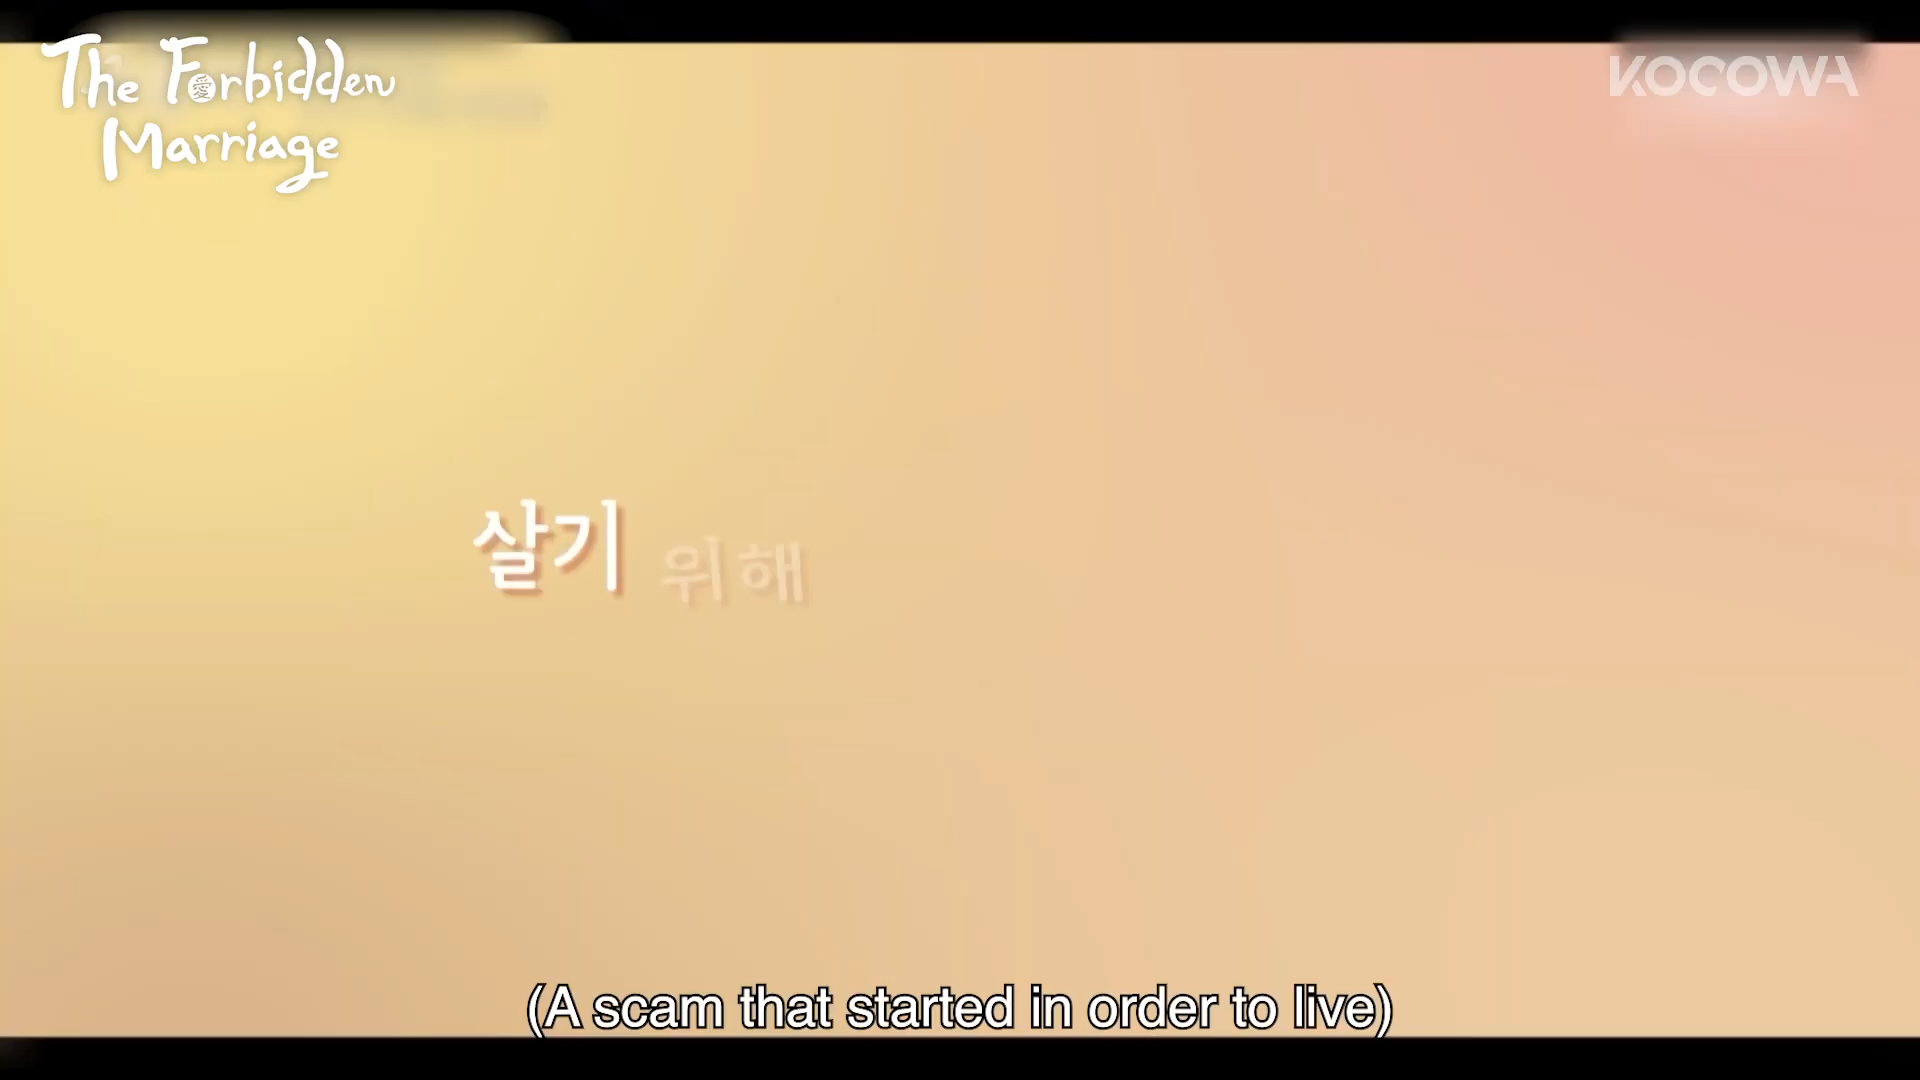 The Forbidden
Marriage
KOCOWA
살기 위해
(A scam that started in order to live)